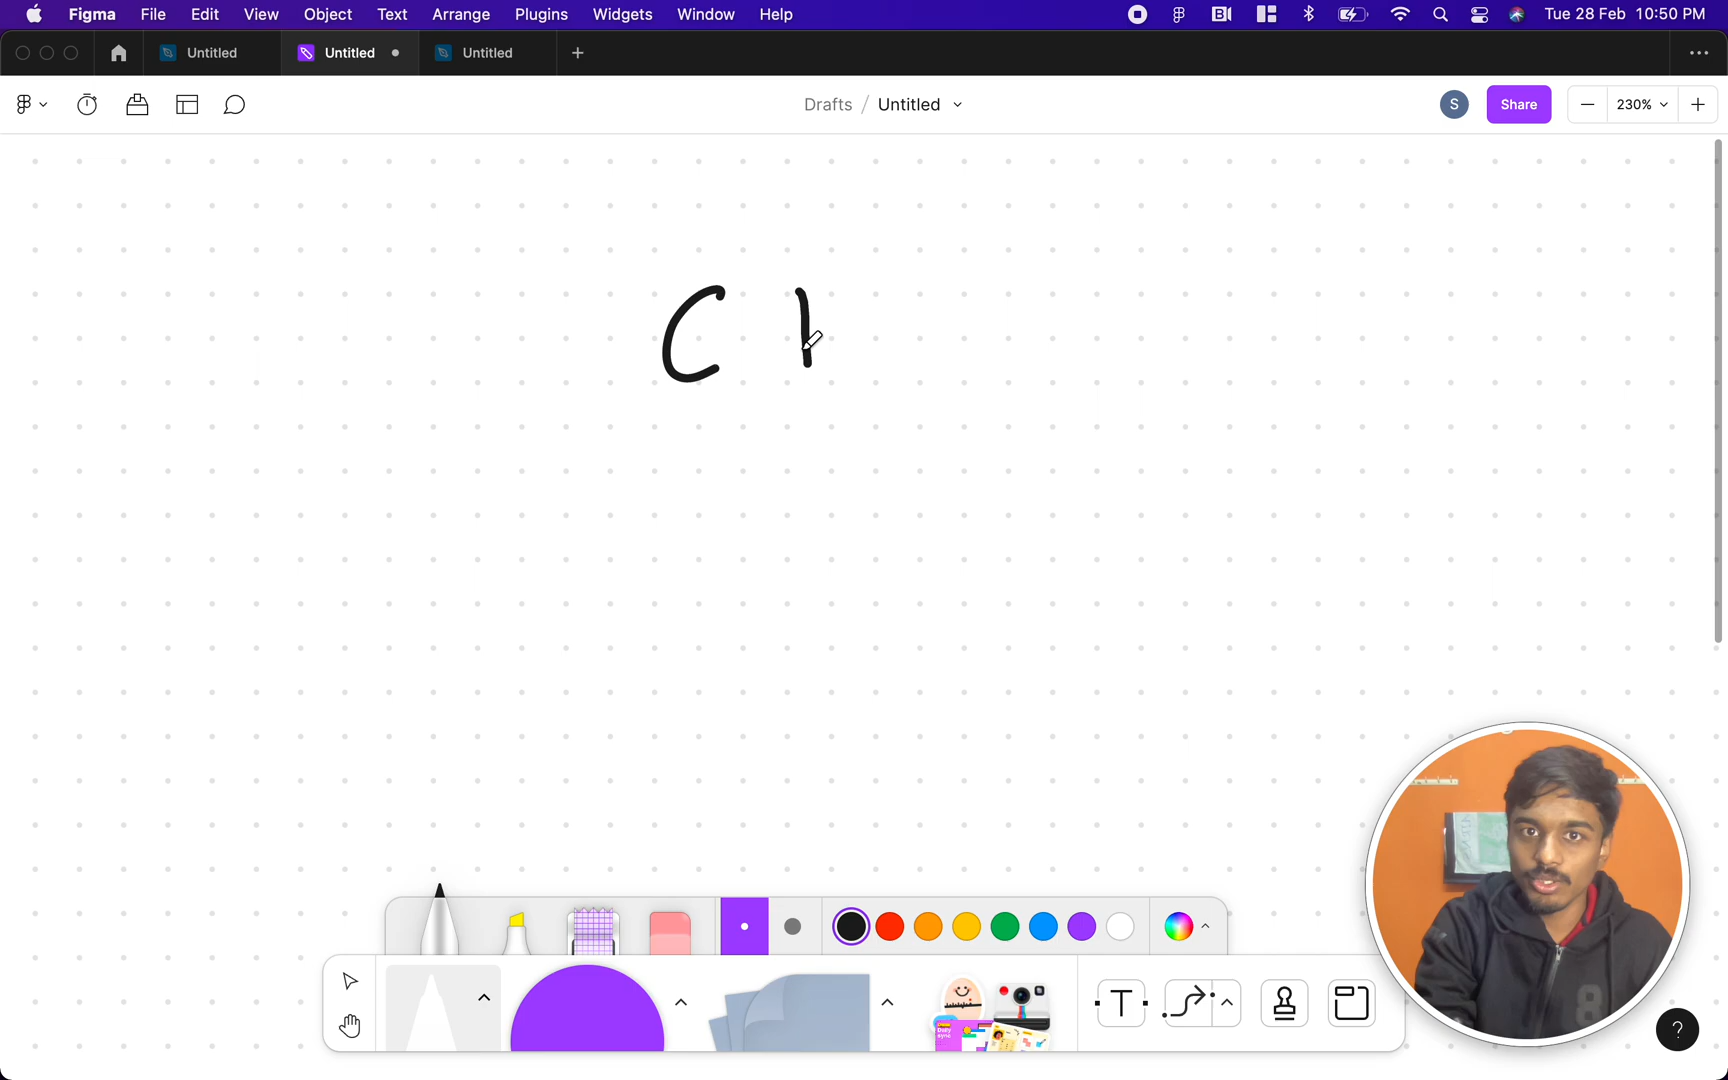 Figma File Edit View Object Text Arrange Plugins Widgets Window Help Tue 28 Feb 10:50 PM
Untitled Untitled Untitled
Drafts / Untitled S Share 230%
C
T
?